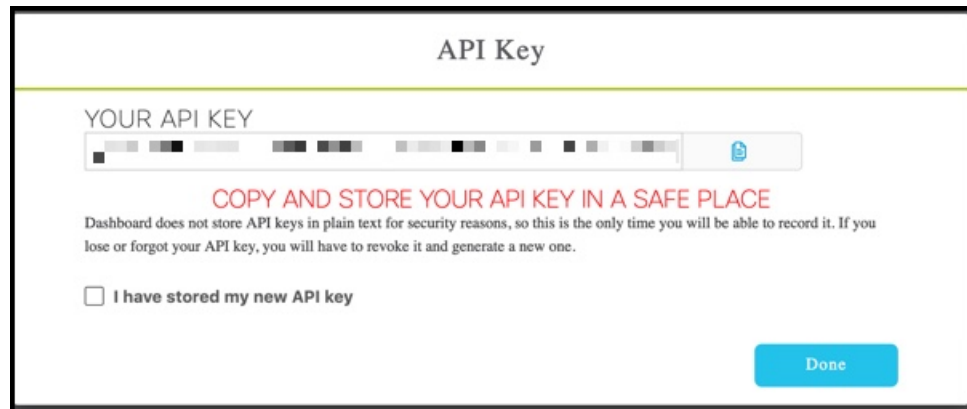 API Key
YOUR API KEY
COPY AND STORE YOUR API KEY IN A SAFE PLACE
Dashboard does not store API keys in plain text for security reasons, so this is the only time you will be able to record it. If you
lose or forgot your API key, you will have to revoke it and generate a new one.
I have stored my new API key
Done